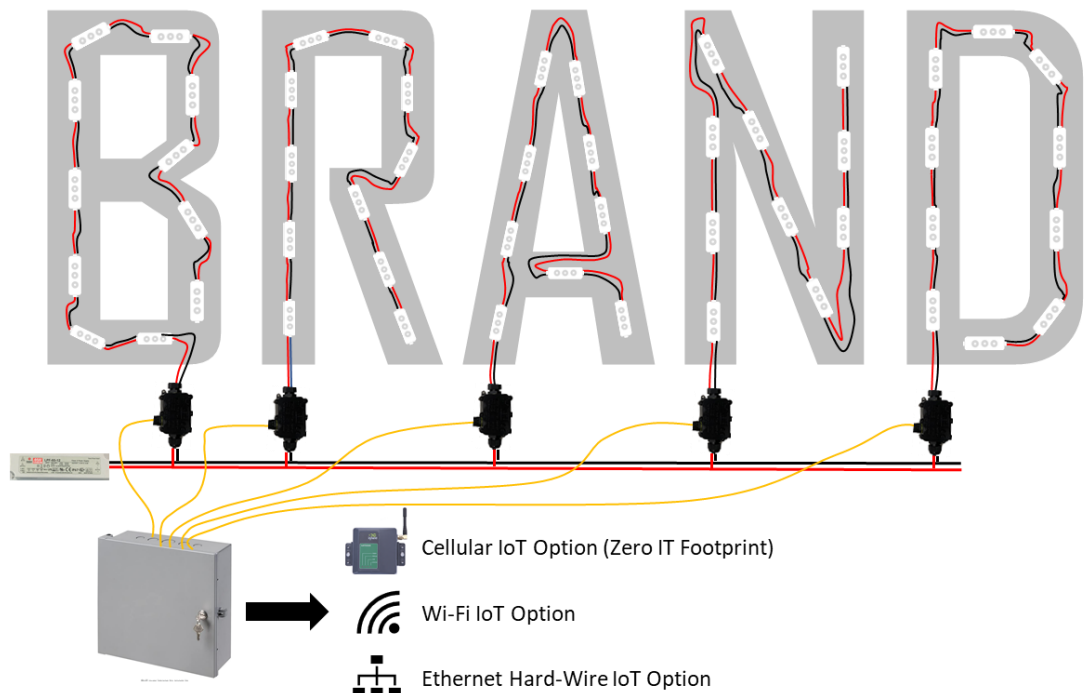 BRAND
Cellular IoT Option (Zero IT Footprint)
Wi-Fi IoT Option
Ethernet Hard-Wire IoT Option